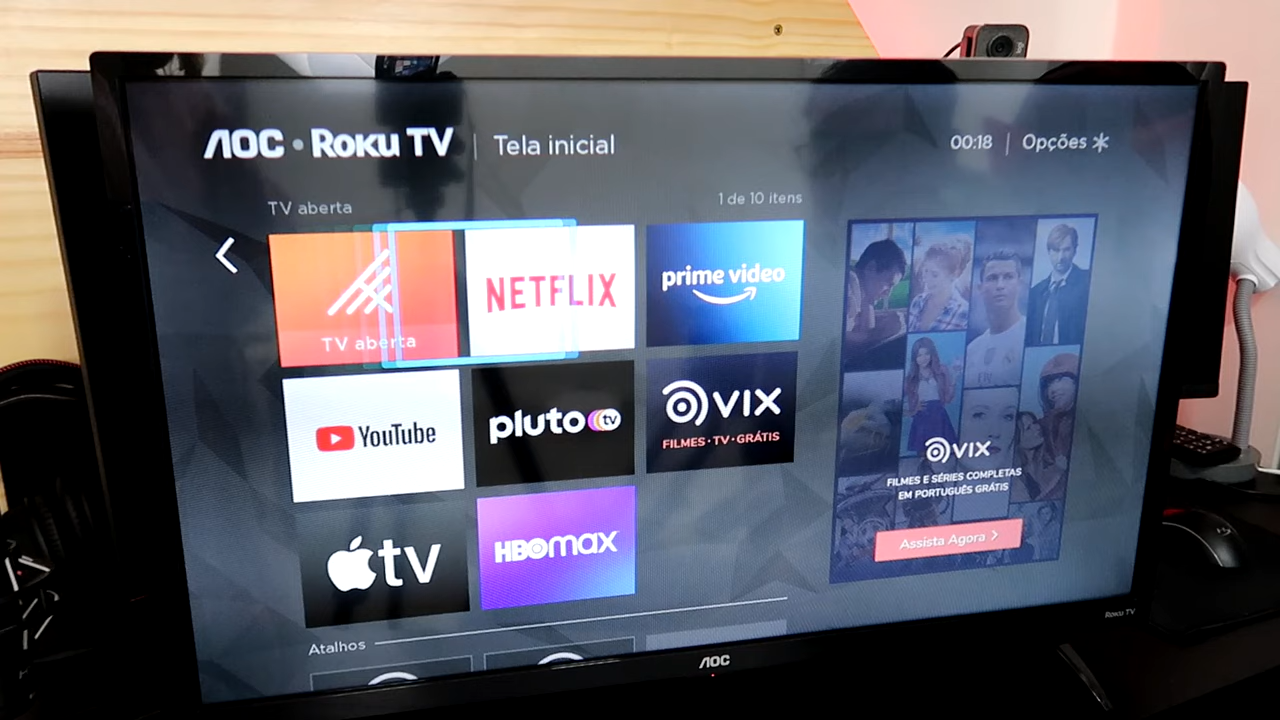 AOC • Roku TV | Tela inicial
00:18 | Opções
TV aberta
1 de 10 itens
TV aberta
NETFLIX
prime video
YouTube
pluto tv
VIX
FILMES • TV • GRÁTIS
tv
HBOmax
VIX
FILMES E SÉRIES COMPLETAS
EM PORTUGUÊS GRÁTIS
Assista Agora >
Atalhos
AOC
Roku TV